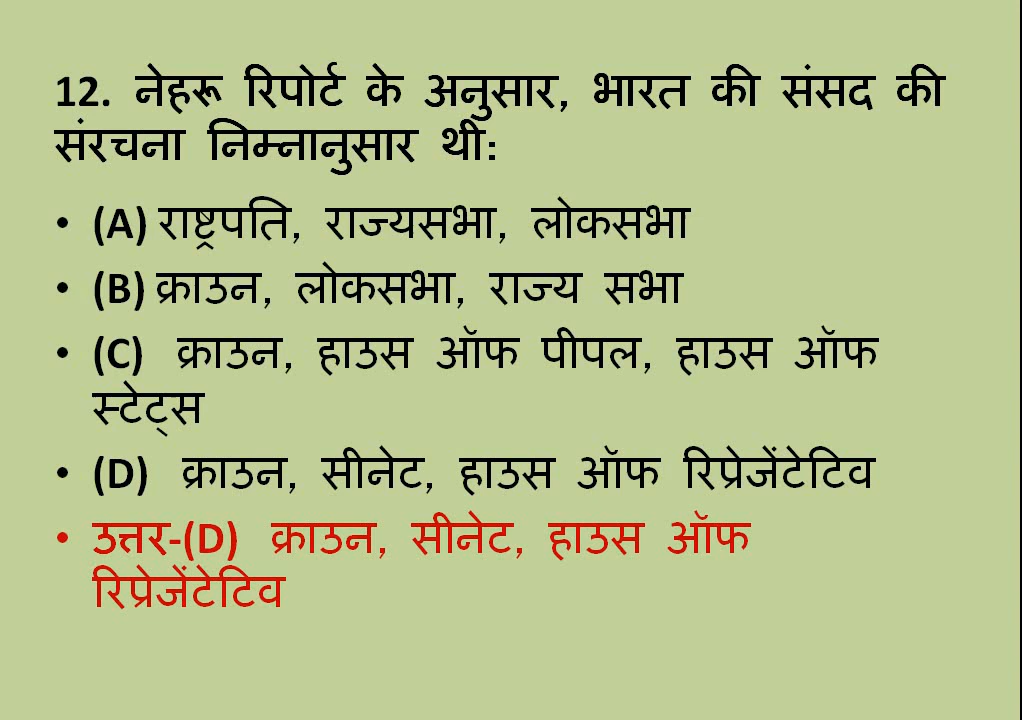 12. नेहरू रिपोर्ट के अनुसार, भारत की संसद की
संरचना निम्नानुसार थी:
• (A) राष्ट्रपति, राज्यसभा, लोकसभा
• (B) क्राउन, लोकसभा, राज्य सभा
• (C) क्राउन, हाउस ऑफ पीपल, हाउस ऑफ
स्टेट्स
• (D) क्राउन, सीनेट, हाउस ऑफ रिप्रेजेंटेटिव
• उत्तर-(D) क्राउन, सीनेट, हाउस ऑफ
रिप्रेजेंटेटिव